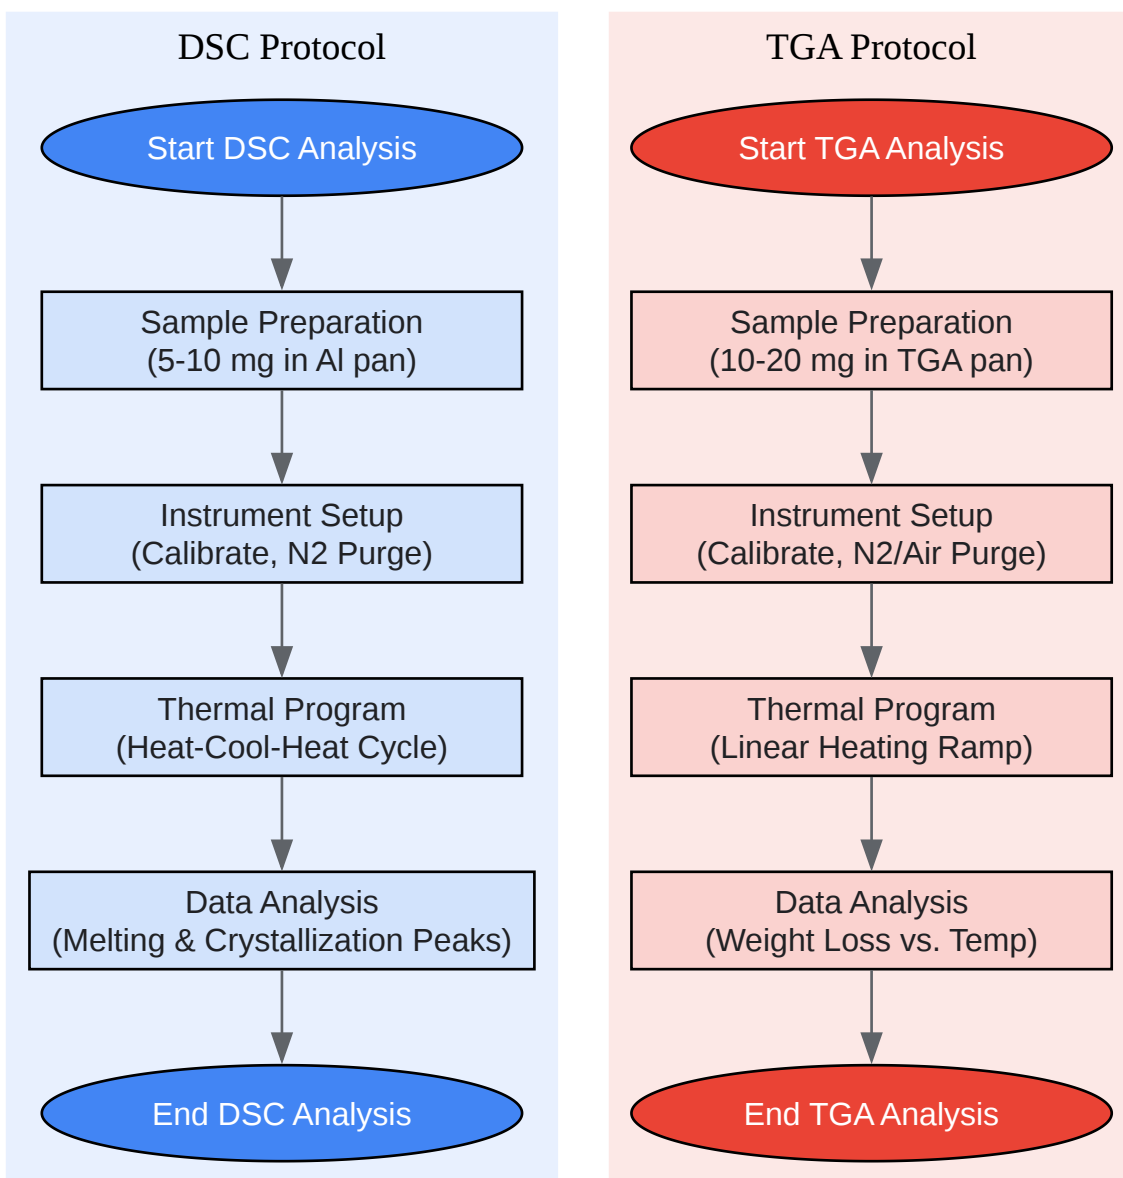 DSC Protocol
Start DSC Analysis
Sample Preparation
(5-10 mg in Al pan)
Instrument Setup
(Calibrate, N2 Purge)
Thermal Program
(Heat-Cool-Heat Cycle)
Data Analysis
(Melting & Crystallization Peaks)
End DSC Analysis
TGA Protocol
Start TGA Analysis
Sample Preparation
(10-20 mg in TGA pan)
Instrument Setup
(Calibrate, N2/Air Purge)
Thermal Program
(Linear Heating Ramp)
Data Analysis
(Weight Loss vs. Temp)
End TGA Analysis